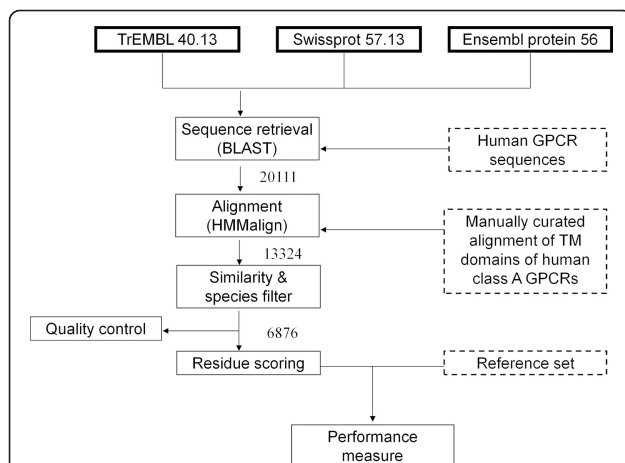 TrEMBL 40.13
Swissprot 57.13
Ensembl protein 56
Sequence retrieval
(BLAST)
Human GPCR
sequences
20111
Alignment
(HMMalign)
Manually curated
alignment of TM
domains of human
class A GPCRs
13324
Similarity &
species filter
Quality control
6876
Residue scoring
Reference set
Performance
measure